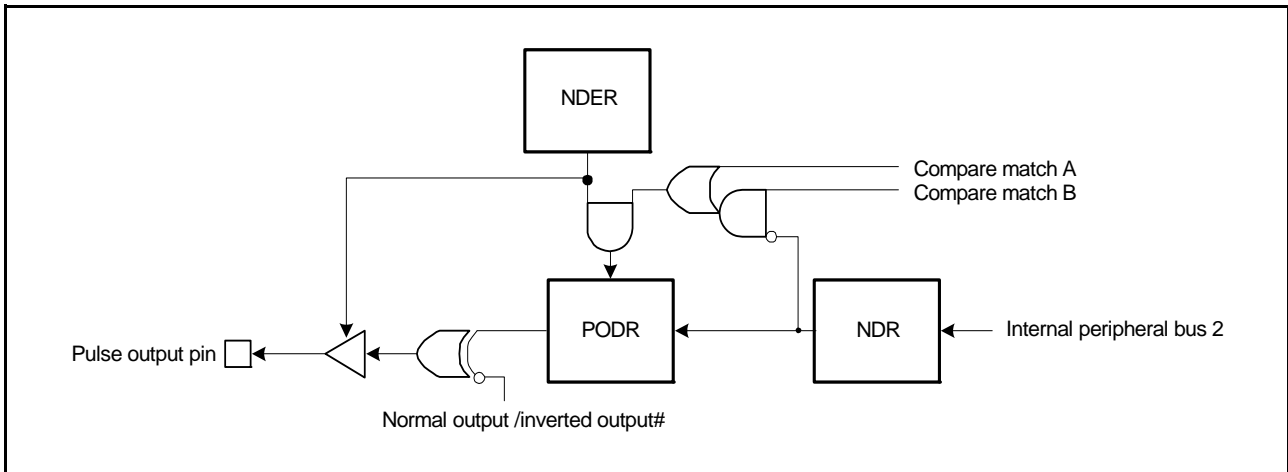 NDER
Compare match A
Compare match B
PODR
NDR
Internal peripheral bus 2
Pulse output pin
Normal output /inverted output#